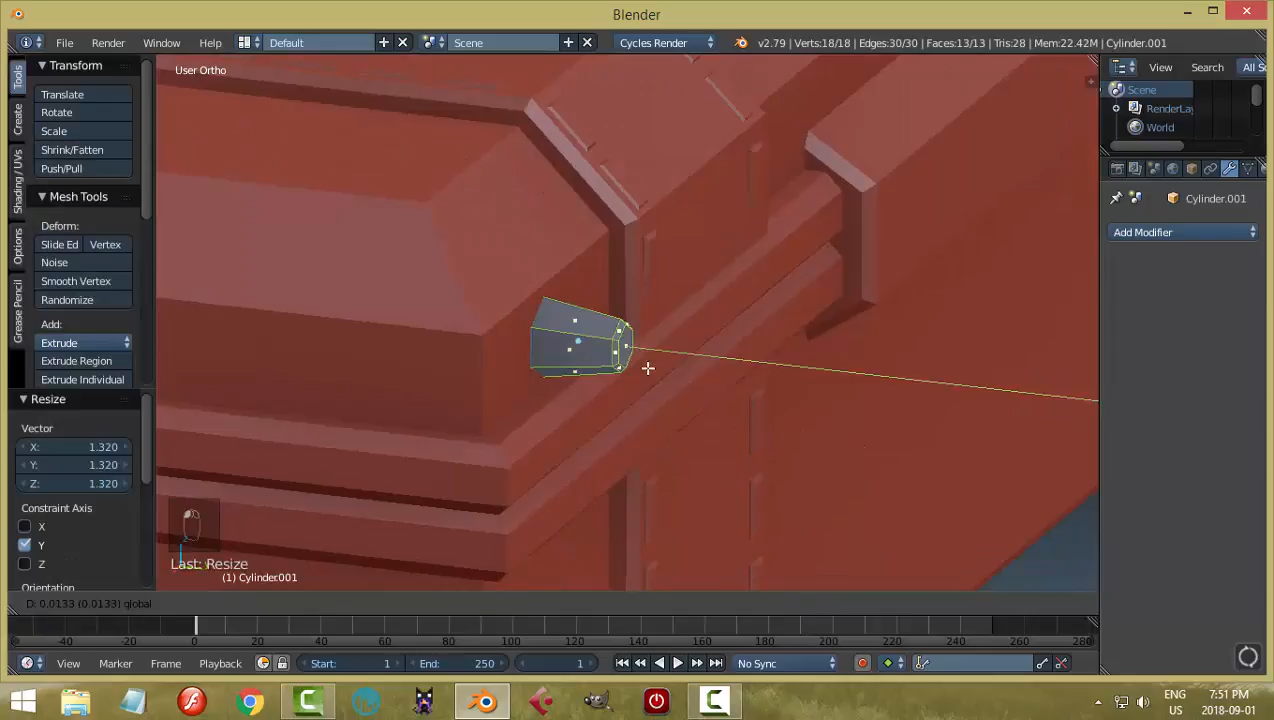 Blender
File Render Window Help Default Scene Cycles Render v2.79 | Verts:18/18 | Edges:30/30 | Faces:13/13 | Tris:28 | Mem:22.42M | Cylinder.001
Tools
Create
Shading / UVs
Options
Grease Pencil
Transform
Translate
Rotate
Scale
Shrink/Fatten
Push/Pull
Mesh Tools
Deform:
Slide Ed Vertex
Noise
Smooth Vertex
Randomize
Add:
Extrude
Extrude Region
Extrude Individual
Resize
Vector
X: 1.320
Y: 1.320
Z: 1.320
Constraint Axis
X
Y
Z
Orientation
User Ortho
Last: Resize
(1) Cylinder.001
D: 0.0133 (0.0133) global
View Search All S
Scene
RenderLay
World
Cylinder.001
Add Modifier
-40 -20 0 20 40 60 80 100 120 140 160 180 200 220 240 260 280
View Marker Frame Playback Start: 1 End: 250 1 No Sync
ENG 7:51 PM
US 2018-09-01